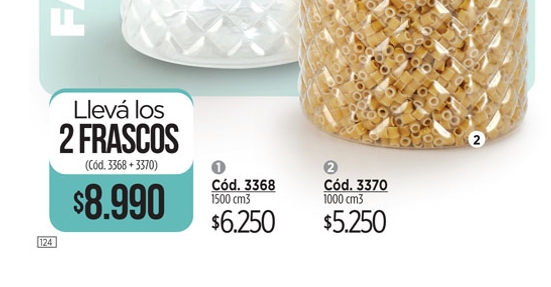 FA
Llevá los
2 FRASCOS
(Cód. 3368 + 3370)
$8.990
1
Cód. 3368
1500 cm3
$6.250
2
Cód. 3370
1000 cm3
$5.250
2
124